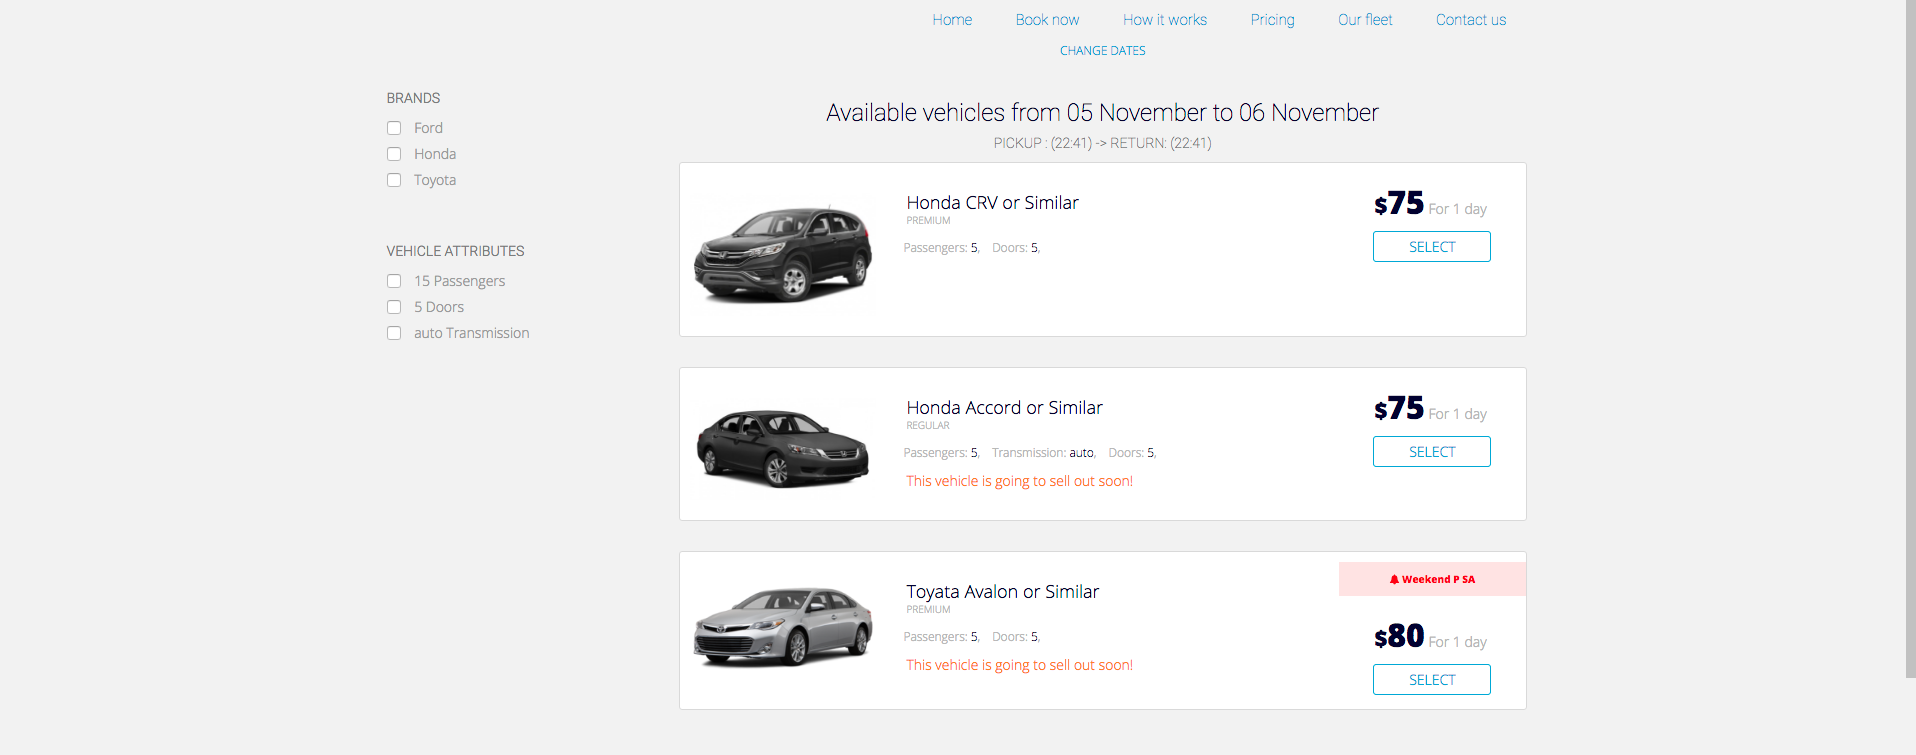 Home Book now How it works Pricing Our fleet Contact us
CHANGE DATES
BRANDS
Ford
Honda
Toyota
VEHICLE ATTRIBUTES
15 Passengers
5 Doors
auto Transmission
Available vehicles from 05 November to 06 November
PICKUP : (22:41) -> RETURN: (22:41)
Honda CRV or Similar
PREMIUM
Passengers: 5, Doors: 5,
$75 For 1 day
SELECT
Honda Accord or Similar
REGULAR
Passengers: 5, Transmission: auto, Doors: 5,
This vehicle is going to sell out soon!
$75 For 1 day
SELECT
Toyata Avalon or Similar
PREMIUM
Passengers: 5, Doors: 5,
This vehicle is going to sell out soon!
Weekend P SA
$80 For 1 day
SELECT